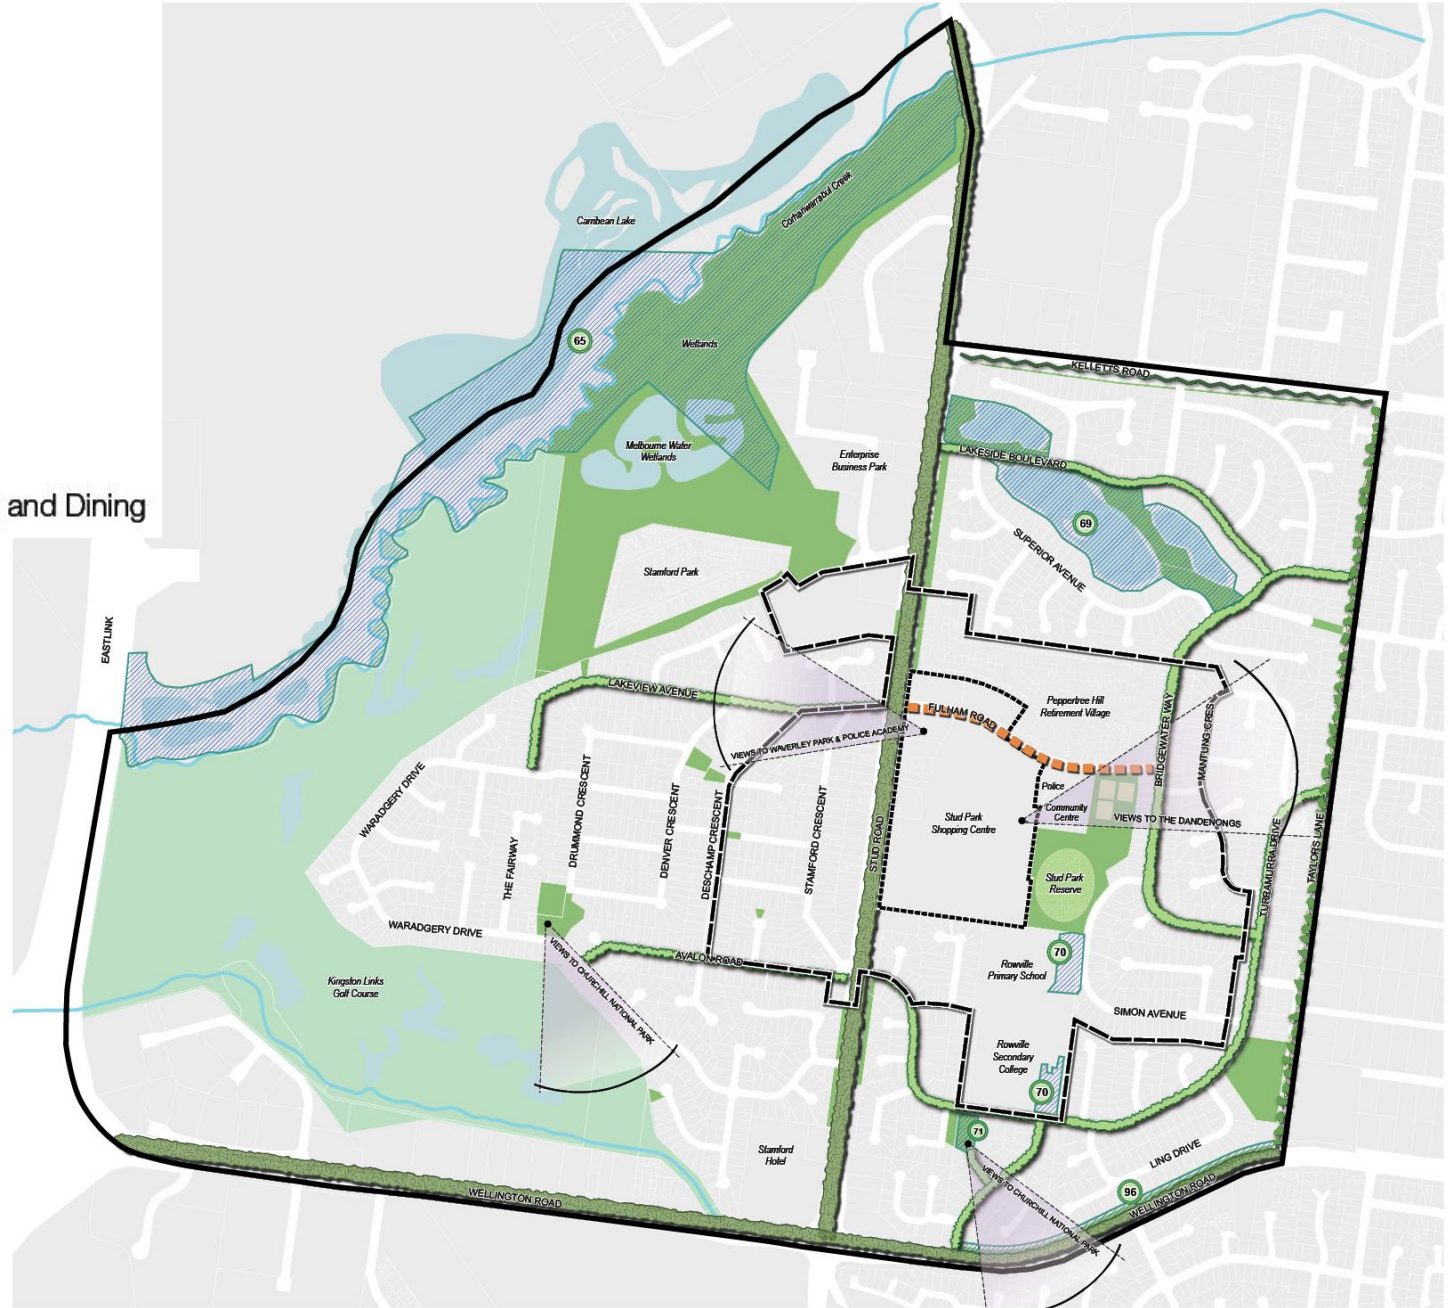 Carribean Lake
Corhanwarrabul Creek
65
Wetlands
KELLETTS ROAD
Melbourne Water
Wetlands
Enterprise
Business Park
LAKESIDE BOULEVARD
and Dining
69
SUPERIOR AVENUE
Stamford Park
EASTLINK
LAKEVIEW AVENUE
Peppertree Hill
Retirement Village
FULHAM ROAD
BRIDGEWATER WAY
MANTUNG CRES
VIEWS TO WAVERLEY PARK & POLICE ACADEMY
WARADGERY DRIVE
DRUMMOND CRESCENT
DENVER CRESCENT
DESCHAMP CRESCENT
STAMFORD CRESCENT
STUD ROAD
Stud Park
Shopping Centre
Police
Community
Centre
VIEWS TO THE DANDENONGS
THE FAIRWAY
Stud Park
Reserve
TURRAMURRA DRIVE
TAYLORS LANE
WARADGERY DRIVE
AVALON ROAD
VIEWS TO CHURCHILL NATIONAL PARK
70
Rowville
Primary School
Kingston Links
Golf Course
SIMON AVENUE
Rowville
Secondary
College
70
71
Stamford
Hotel
LING DRIVE
VIEWS TO CHURCHILL NATIONAL PARK
96
WELLINGTON ROAD
WELLINGTON ROAD